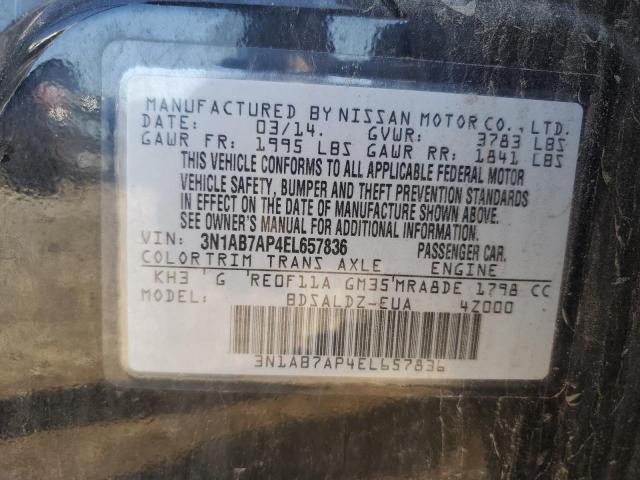 MANUFACTURED BY NISSAN MOTOR CO., LTD.
DATE: 03/14. GVWR: 3783 LBS
GAWR FR: 1995 LBS GAWR RR: 1841 LBS
THIS VEHICLE CONFORMS TO ALL APPLICABLE FEDERAL MOTOR
VEHICLE SAFETY, BUMPER AND THEFT PREVENTION STANDARDS
IN EFFECT ON THE DATE OF MANUFACTURE SHOWN ABOVE.
SEE OWNER'S MANUAL FOR ADDITIONAL INFORMATION.
VIN: 3N1AB7AP4EL657836 PASSENGER CAR.
COLOR TRIM TRANS AXLE ENGINE
KH3 ' G ' RE0F11A GM35'MRA8DE 1798 CC
MODEL: BDSALDZ-EUA 4Z000
3N1AB7AP4EL657836